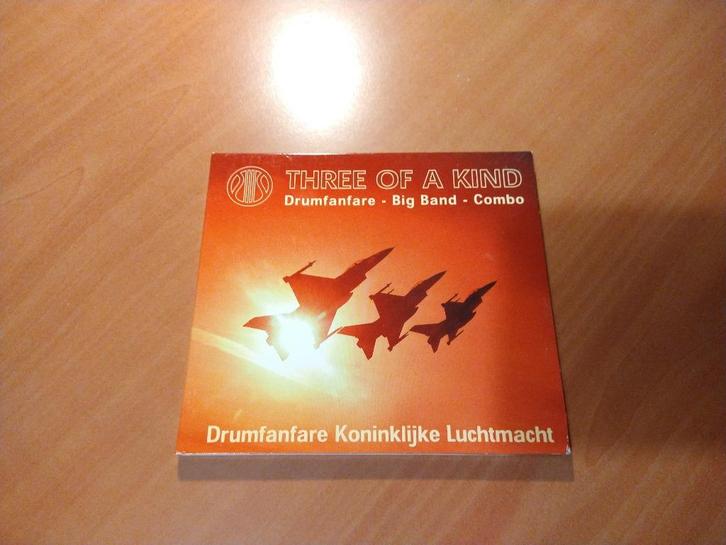 THREE OF A KIND
Drumfanfare - Big Band - Combo
Drumfanfare Koninklijke Luchtmacht